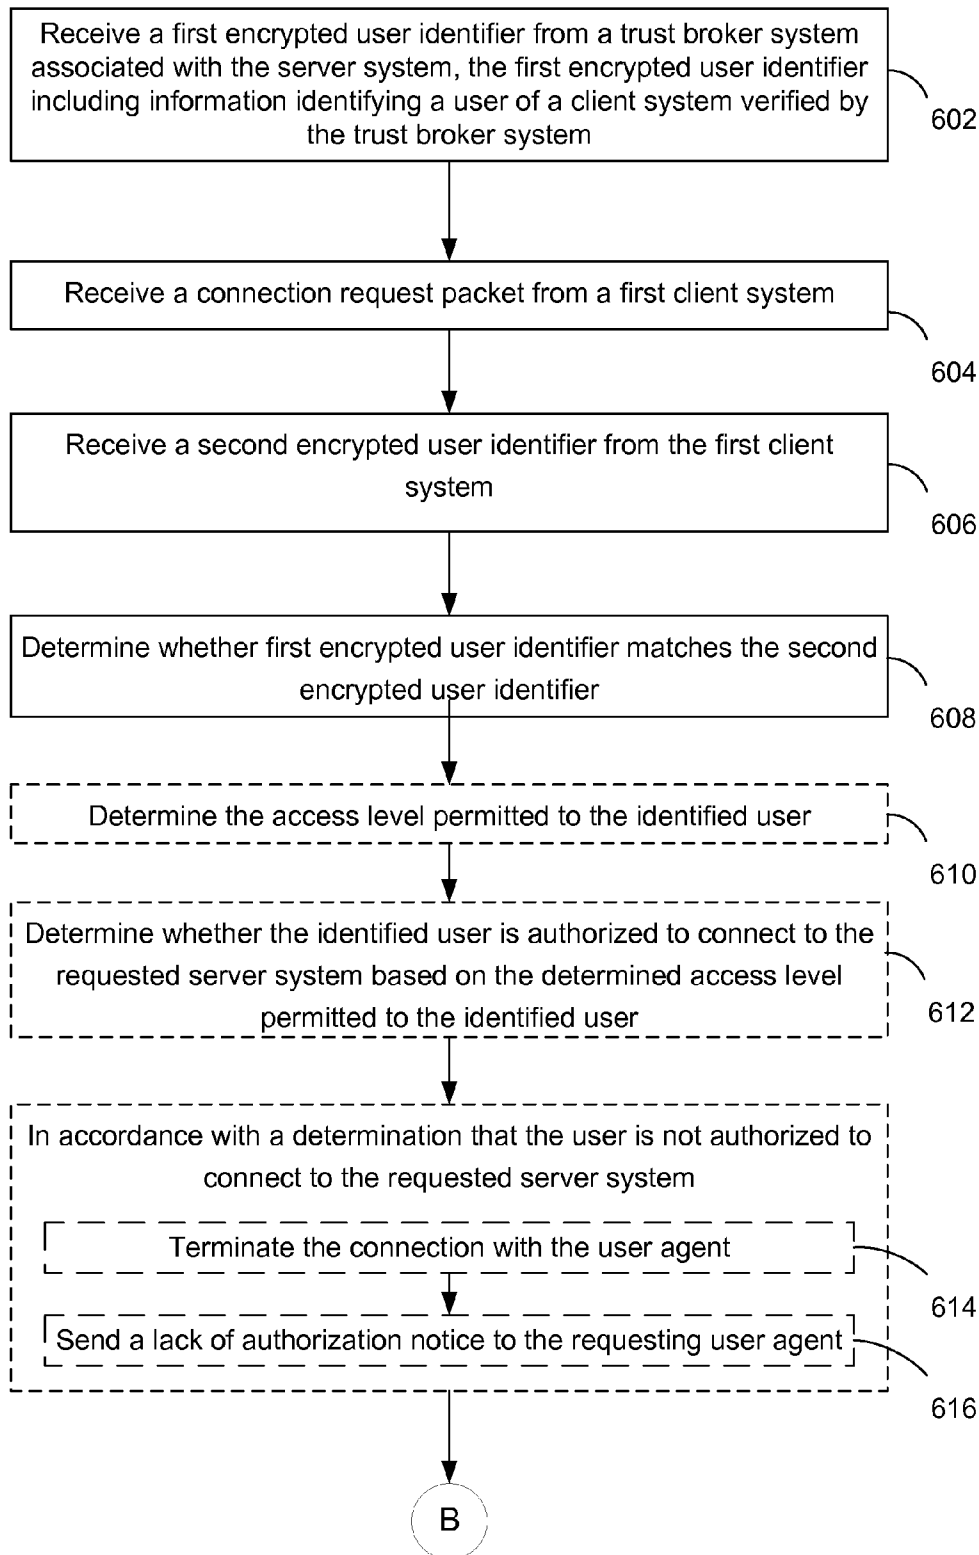 Receive a first encrypted user identifier from a trust broker system
associated with the server system, the first encrypted user identifier
including information identifying a user of a client system verified by
the trust broker system
602
Receive a connection request packet from a first client system
604
Receive a second encrypted user identifier from the first client
system
606
Determine whether first encrypted user identifier matches the second
encrypted user identifier
608
Determine the access level permitted to the identified user
610
Determine whether the identified user is authorized to connect to the
requested server system based on the determined access level
permitted to the identified user
612
In accordance with a determination that the user is not authorized to
connect to the requested server system
Terminate the connection with the user agent
614
Send a lack of authorization notice to the requesting user agent
616
B